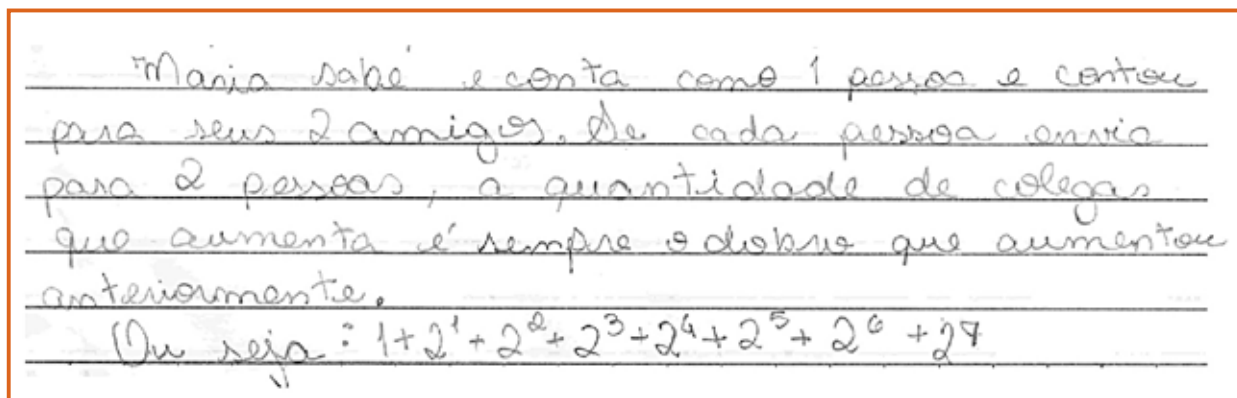 Maria sabe e conta como 1 pessoa e contou
para seus 2 amigos. Se cada pessoa envia
para 2 pessoas, a quantidade de colegas
que aumenta é sempre o dobro que aumentou
anteriormente.
Ou seja: 1+2¹+2²+2³+2⁴+2⁵+2⁶+2⁷